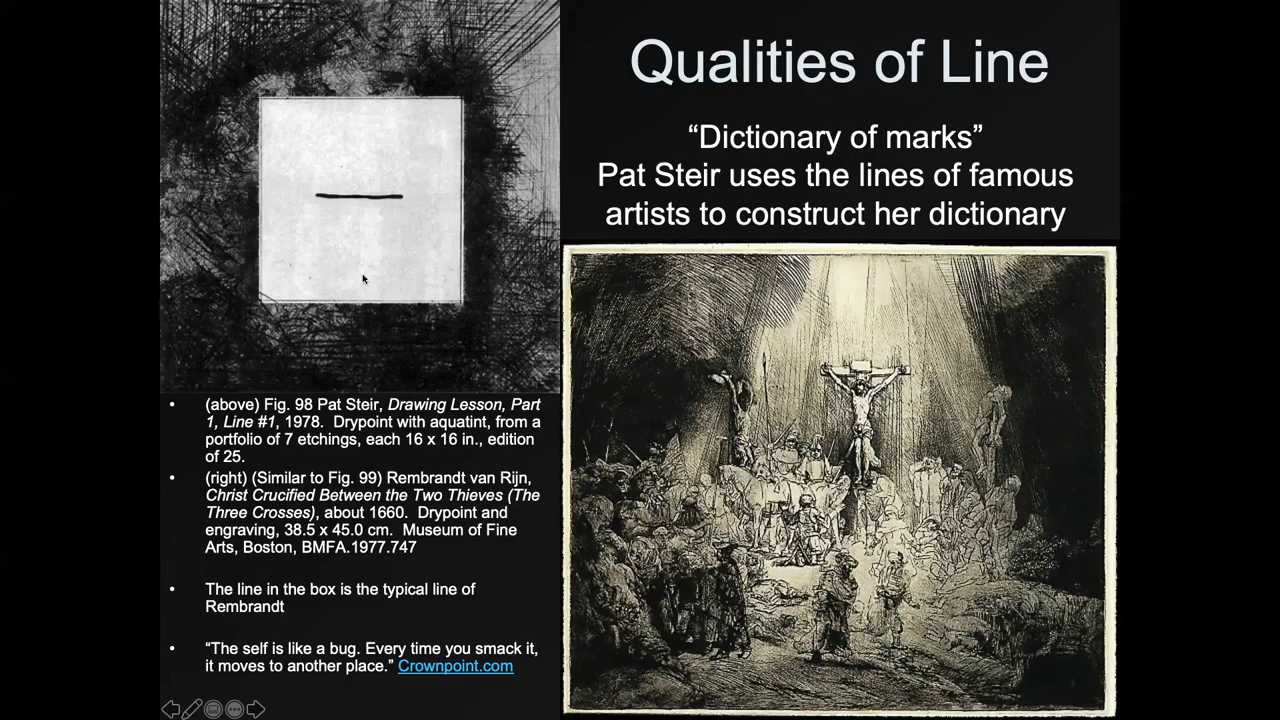 Qualities of Line
“Dictionary of marks”
Pat Steir uses the lines of famous
artists to construct her dictionary
• (above) Fig. 98 Pat Steir, Drawing Lesson, Part
1, Line #1, 1978.  Drypoint with aquatint, from a
portfolio of 7 etchings, each 16 x 16 in., edition
of 25.
• (right) (Similar to Fig. 99) Rembrandt van Rijn,
Christ Crucified Between the Two Thieves (The
Three Crosses), about 1660.  Drypoint and
engraving, 38.5 x 45.0 cm.  Museum of Fine
Arts, Boston, BMFA.1977.747
• The line in the box is the typical line of
Rembrandt
• “The self is like a bug. Every time you smack it,
it moves to another place.” Crownpoint.com